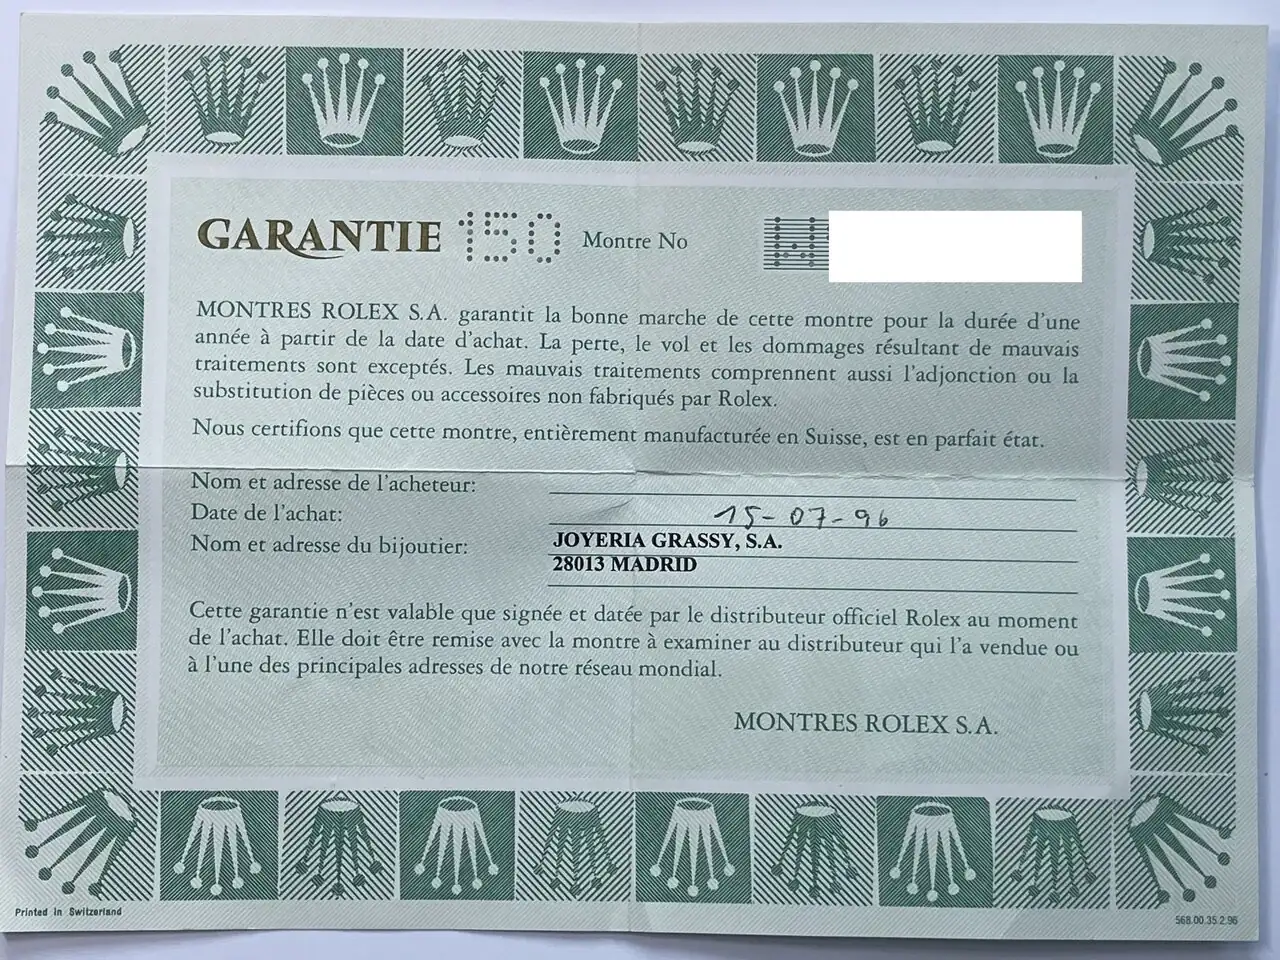 GARANTIE 150 Montre No W
MONTRES ROLEX S.A. garantit la bonne marche de cette montre pour la durée d'une
année à partir de la date d'achat. La perte, le vol et les dommages résultant de mauvais
traitements sont exceptés. Les mauvais traitements comprennent aussi l'adjonction ou la
substitution de pièces ou accessoires non fabriqués par Rolex.
Nous certifions que cette montre, entièrement manufacturée en Suisse, est en parfait état.
Nom et adresse de l'acheteur:
Date de l'achat: 15-07-96
Nom et adresse du bijoutier: JOYERIA GRASSY, S.A.
28013 MADRID
Cette garantie n'est valable que signée et datée par le distributeur officiel Rolex au moment
de l'achat. Elle doit être remise avec la montre à examiner au distributeur qui l'a vendue ou
à l'une des principales adresses de notre réseau mondial.
MONTRES ROLEX S.A.
Printed in Switzerland
568.00.35.2.96